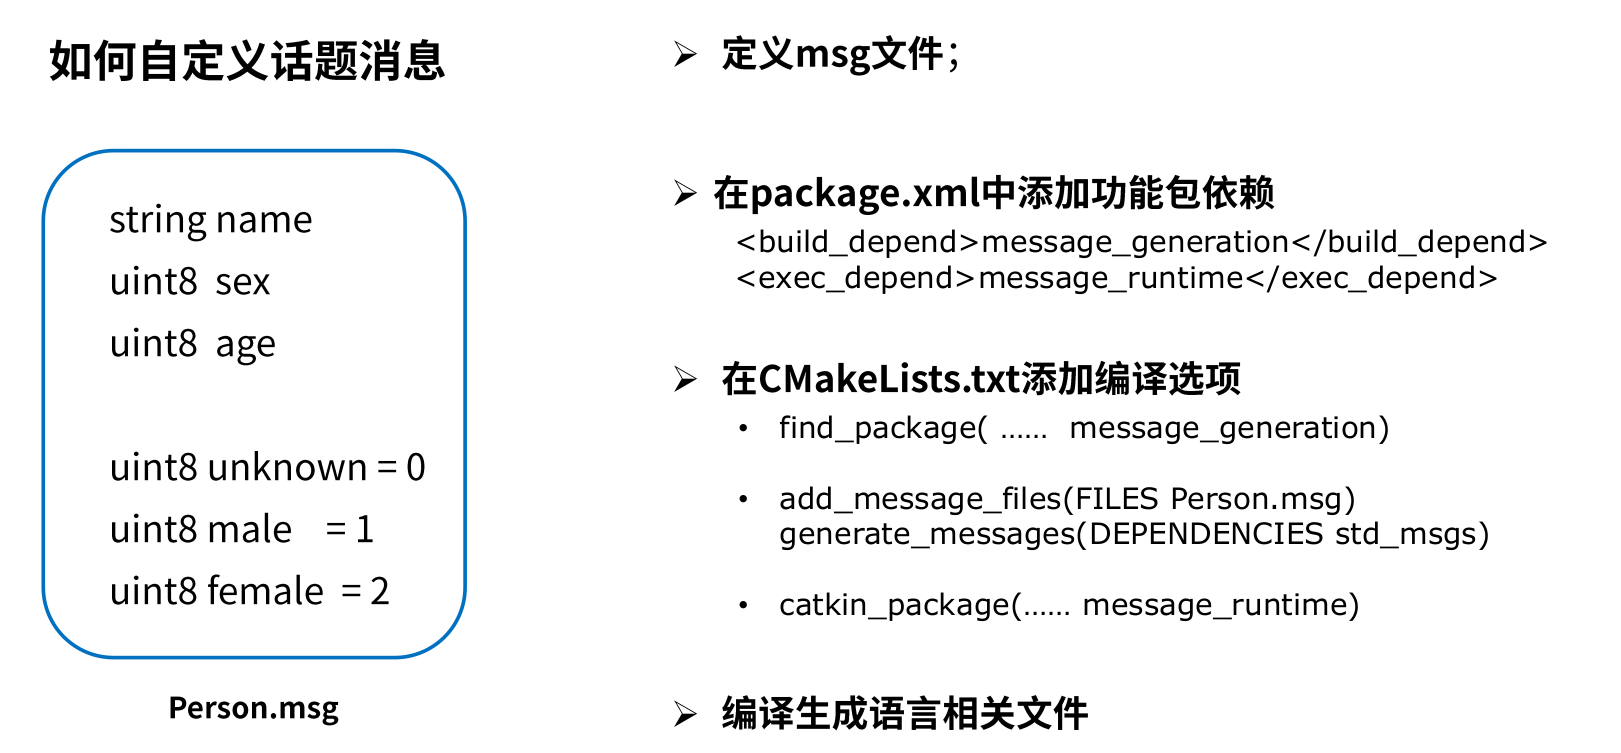 如何自定义话题消息
string name
uint8 sex
uint8 age
uint8 unknown = 0
uint8 male = 1
uint8 female = 2
Person.msg
➢ 定义msg文件；
➢ 在package.xml中添加功能包依赖
<build_depend>message_generation</build_depend>
<exec_depend>message_runtime</exec_depend>
➢ 在CMakeLists.txt添加编译选项
• find_package( …… message_generation)
• add_message_files(FILES Person.msg)
generate_messages(DEPENDENCIES std_msgs)
• catkin_package(…… message_runtime)
➢ 编译生成语言相关文件